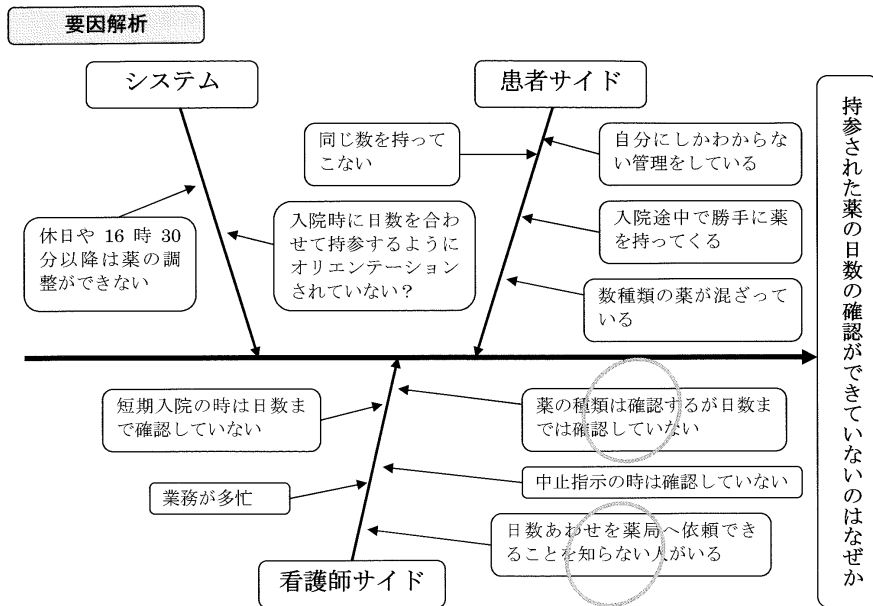 要因解析
システム
患者サイド
同じ数を持って
こない
自分にしかわからな
い管理をしている
休日や 16 時 30
分以降は薬の調
整ができない
入院時に日数を合わ
せて持参するように
オリエンテーション
されていない？
入院途中で勝手に薬
を持ってくる
数種類の薬が混ざって
いる
持参された薬の日数の確認ができていないのはなぜか
短期入院の時は日数ま
で確認していない
薬の種類は確認するが日数ま
では確認していない
業務が多忙
中止指示の時は確認していない
日数あわせを薬局へ依頼でき
ることを知らない人がいる
看護師サイド